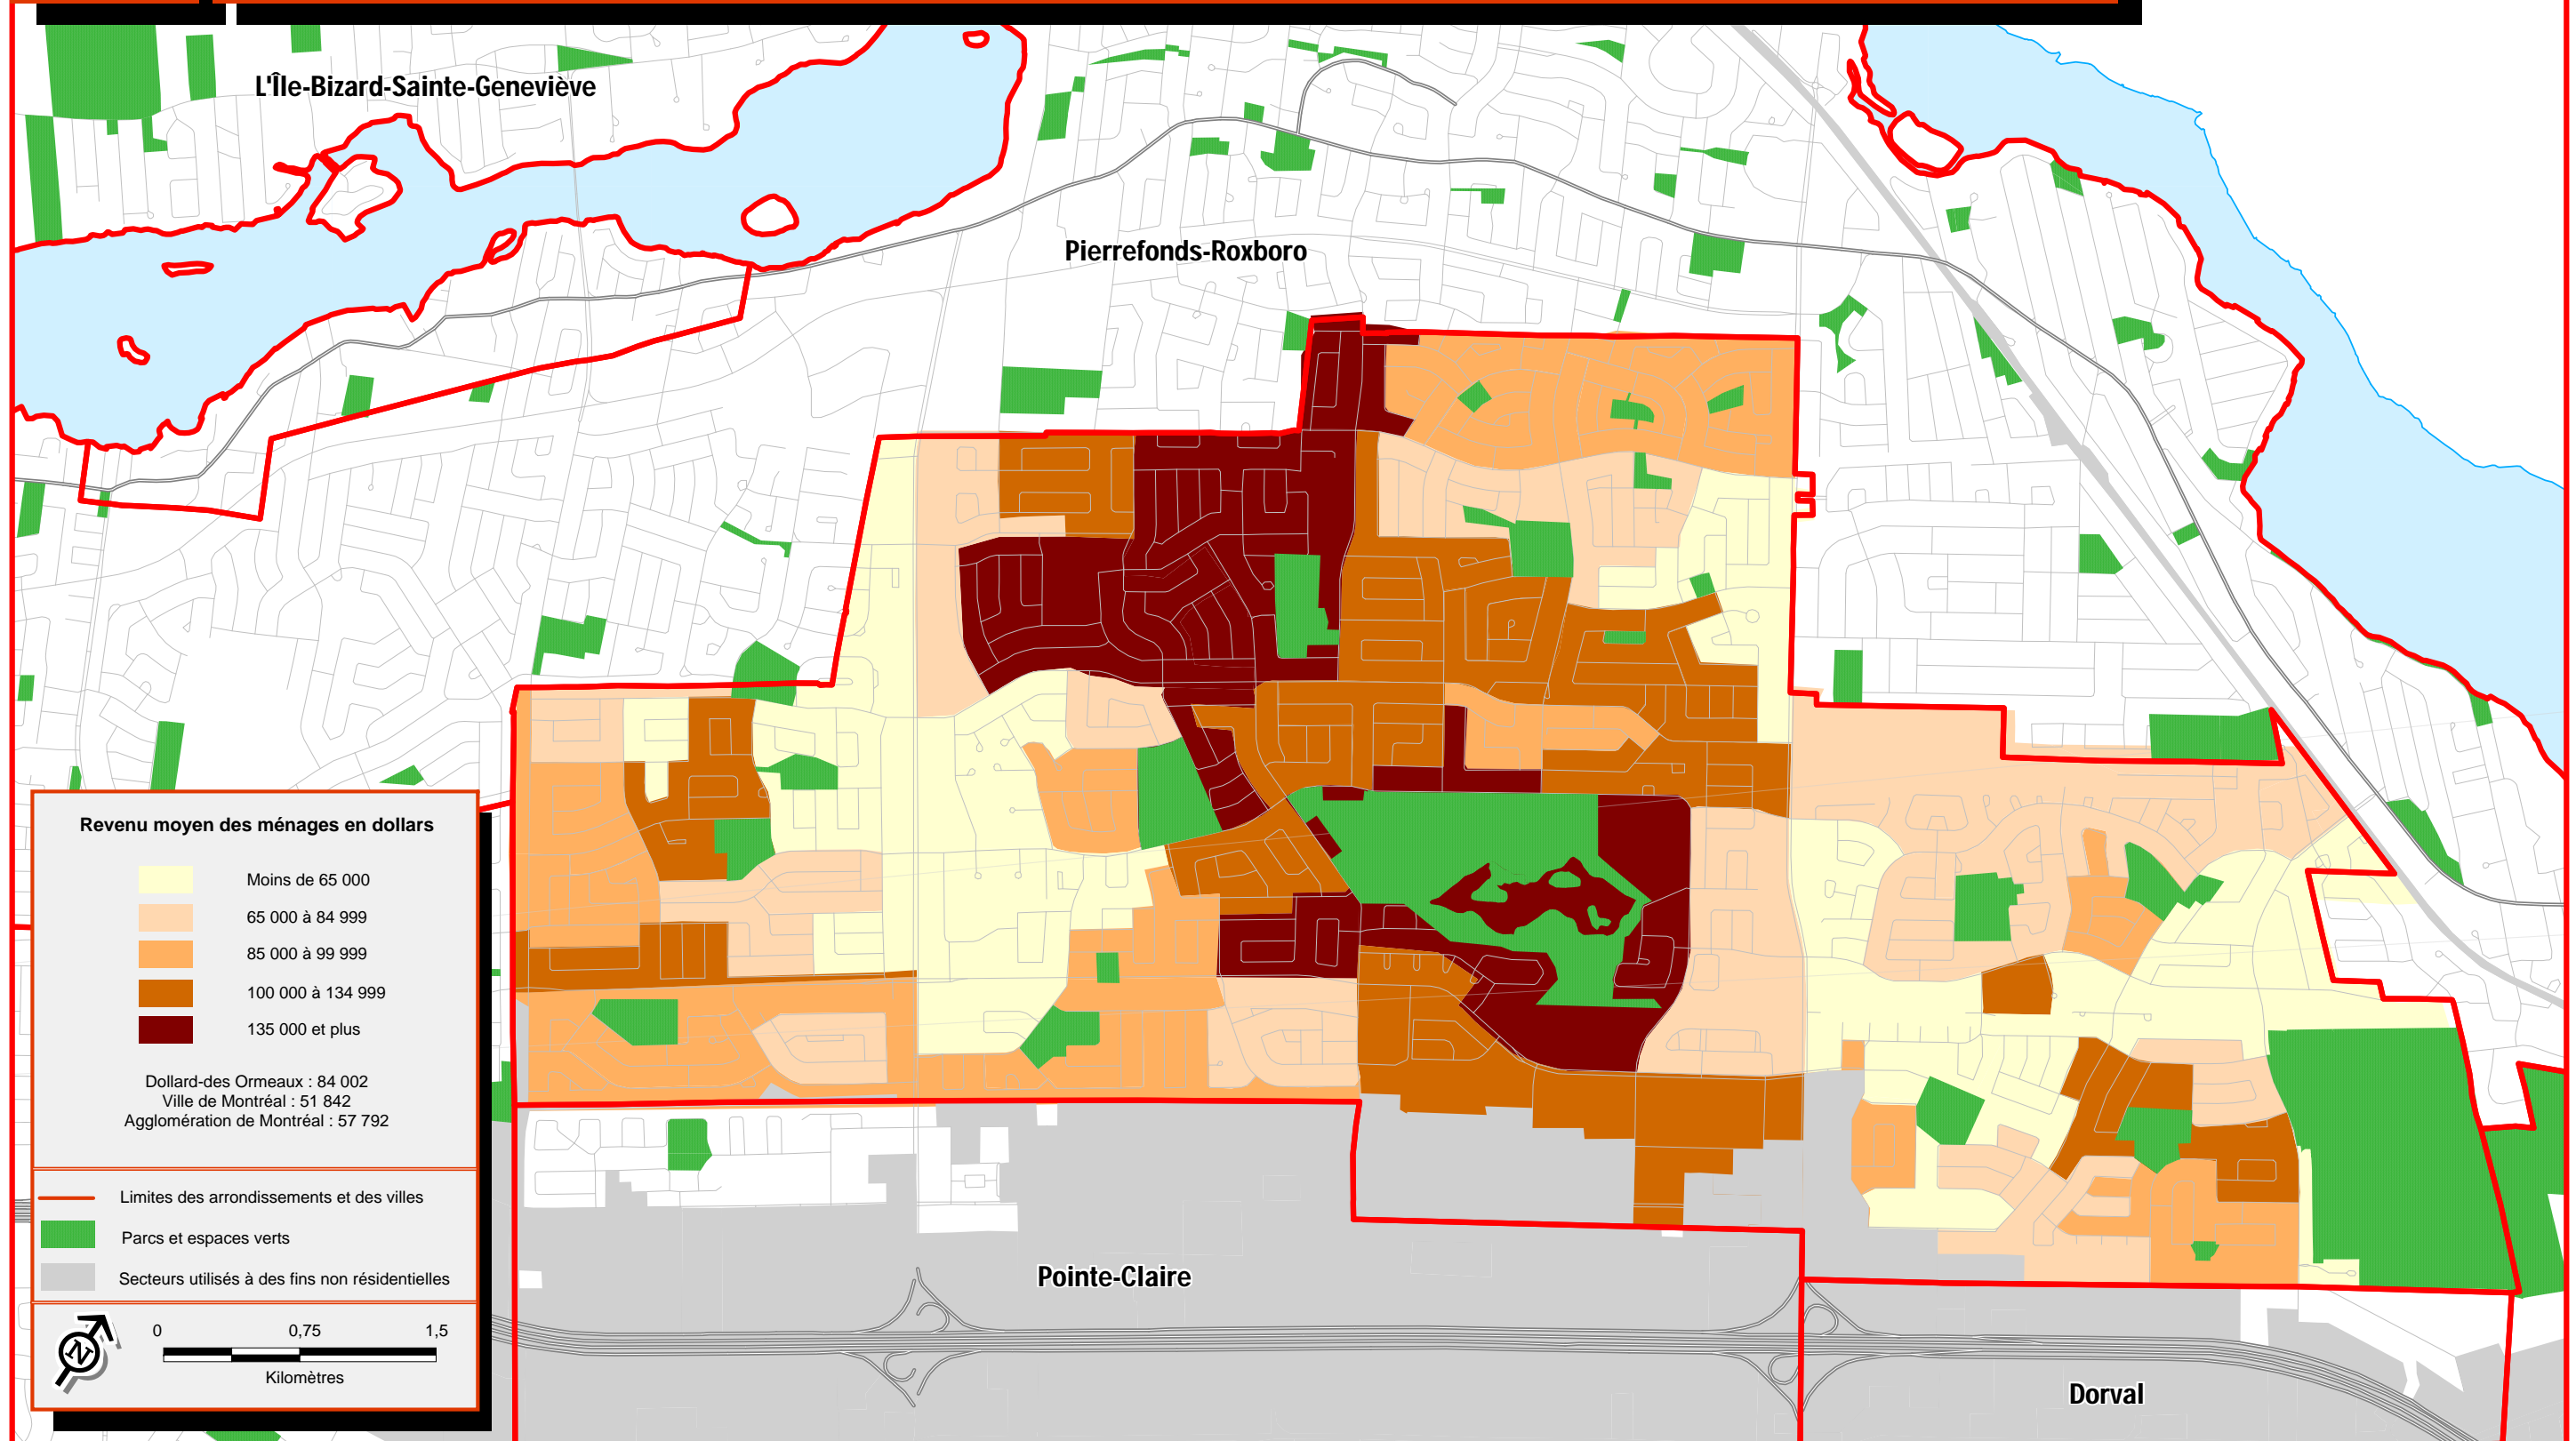 L'Île-Bizard-Sainte-Geneviève
Pierrefonds-Roxboro
Revenu moyen des ménages en dollars
Moins de 65 000
65 000 à 84 999
85 000 à 99 999
100 000 à 134 999
135 000 et plus
Dollard-des Ormeaux : 84 002
Ville de Montréal : 51 842
Agglomération de Montréal : 57 792
Limites des arrondissements et des villes
Parcs et espaces verts
Secteurs utilisés à des fins non résidentielles
N
0 0,75 1,5
Kilomètres
Pointe-Claire
Dorval